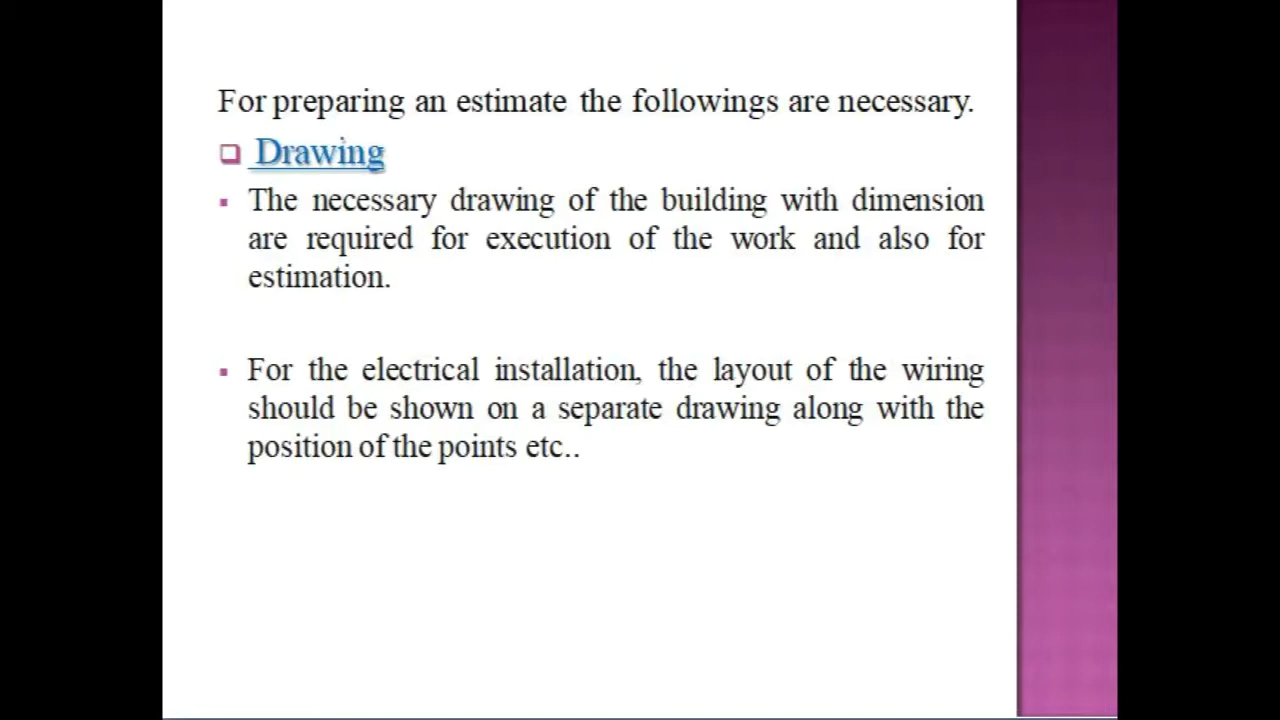 For preparing an estimate the followings are necessary.
Drawing
The necessary drawing of the building with dimension
are required for execution of the work and also for
estimation.
For the electrical installation, the layout of the wiring
should be shown on a separate drawing along with the
position of the points etc..